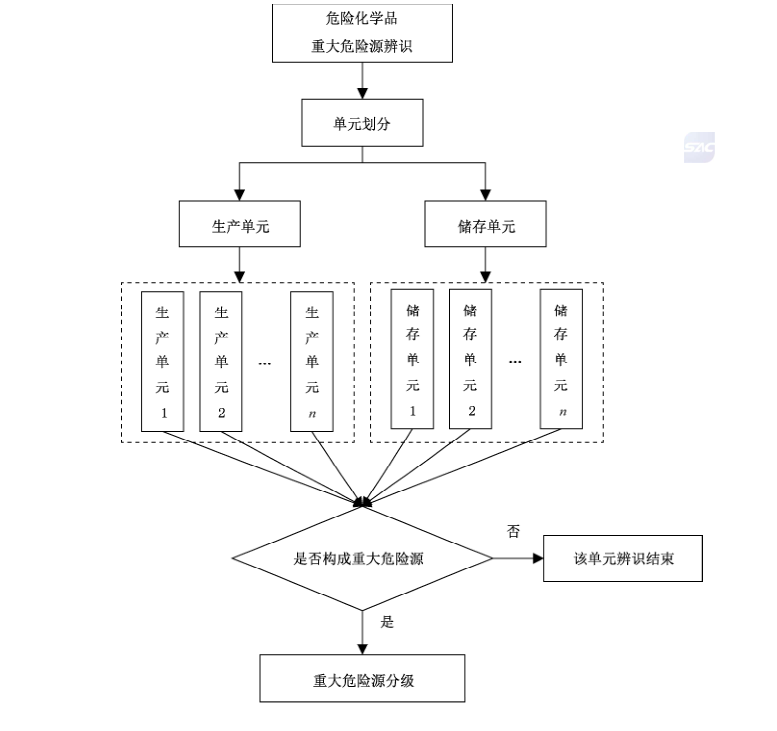 危险化学品
重大危险源辨识
单元划分
SAC
生产单元
储存单元
生产单元1
生产单元2
…
生产单元n
储存单元1
储存单元2
…
储存单元n
是否构成重大危险源
否
该单元辨识结束
是
重大危险源分级